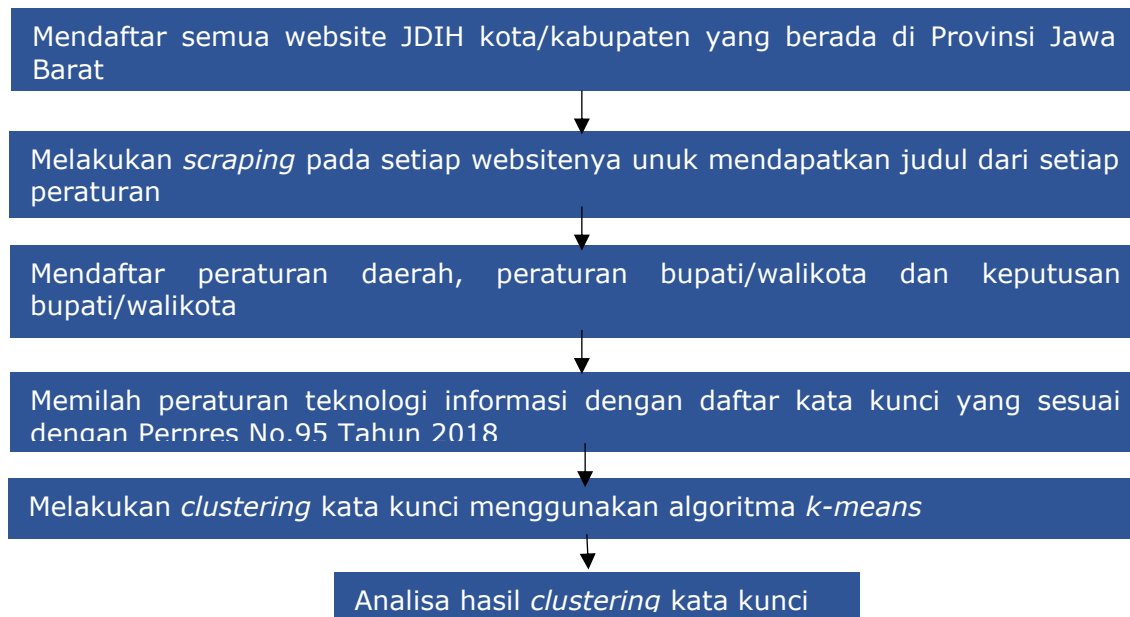 Mendaftar semua website JDIH kota/kabupaten yang berada di Provinsi Jawa
Barat
Melakukan scraping pada setiap websitenya unuk mendapatkan judul dari setiap
peraturan
Mendaftar peraturan daerah, peraturan bupati/walikota dan keputusan
bupati/walikota
Memilah peraturan teknologi informasi dengan daftar kata kunci yang sesuai
dengan Perpres No.95 Tahun 2018
Melakukan clustering kata kunci menggunakan algoritma k-means
Analisa hasil clustering kata kunci